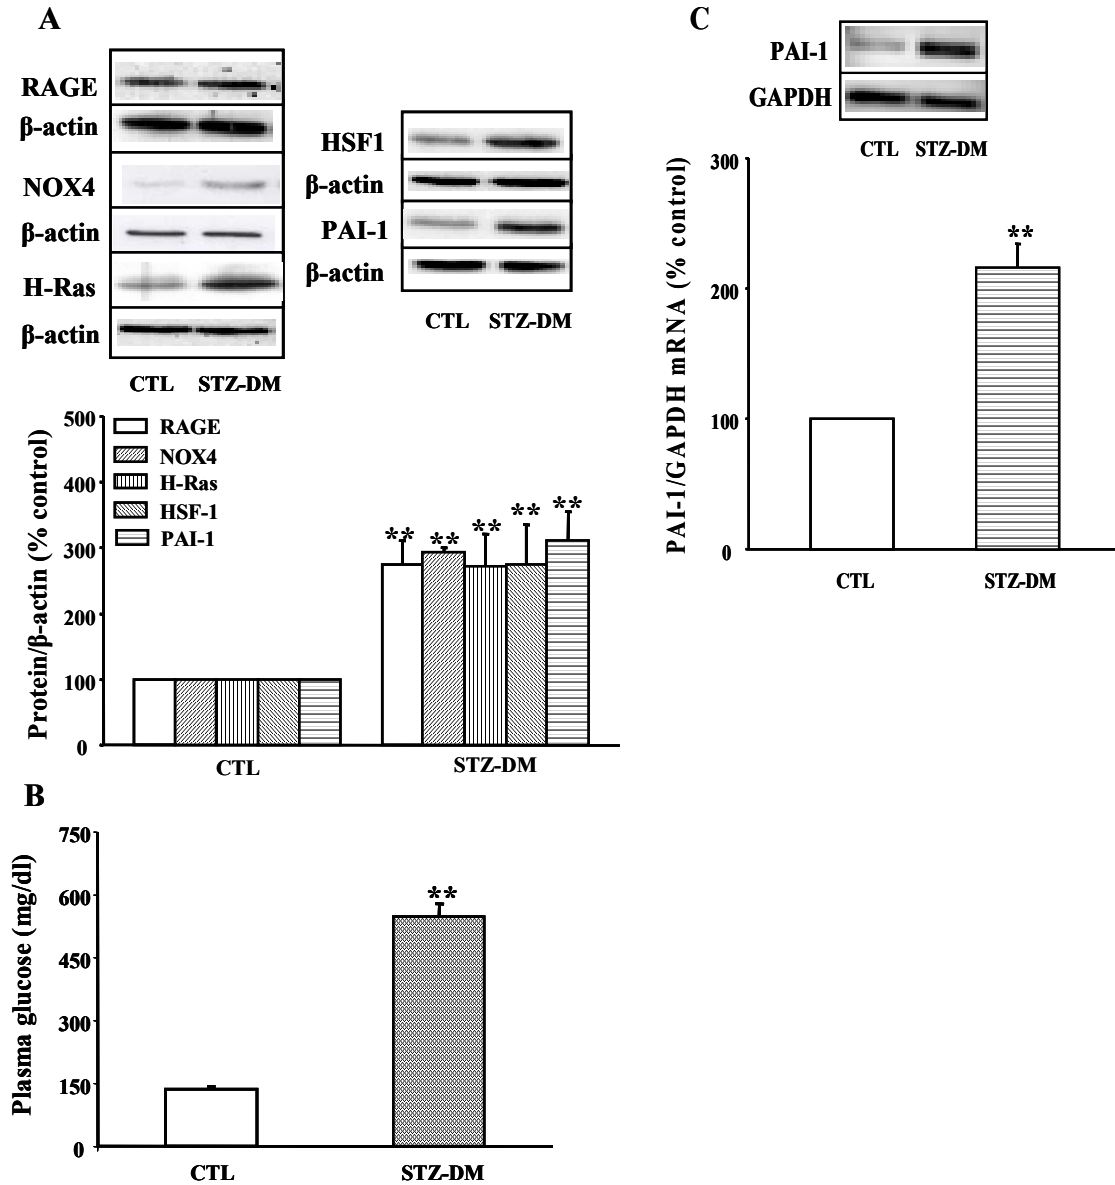 A
RAGE
β-actin
NOX4
β-actin
H-Ras
β-actin
CTL STZ-DM
HSF1
β-actin
PAI-1
β-actin
CTL STZ-DM
Protein/β-actin (% control)
500
400
300
200
100
0
RAGE
NOX4
H-Ras
HSF-1
PAI-1
** ** ** ** **
CTL STZ-DM
B
Plasma glucose (mg/dl)
750
600
450
300
150
0
**
CTL STZ-DM
C
PAI-1
GAPDH
CTL STZ-DM
PAI-1/GAPDH mRNA (% control)
300
200
100
0
**
CTL STZ-DM